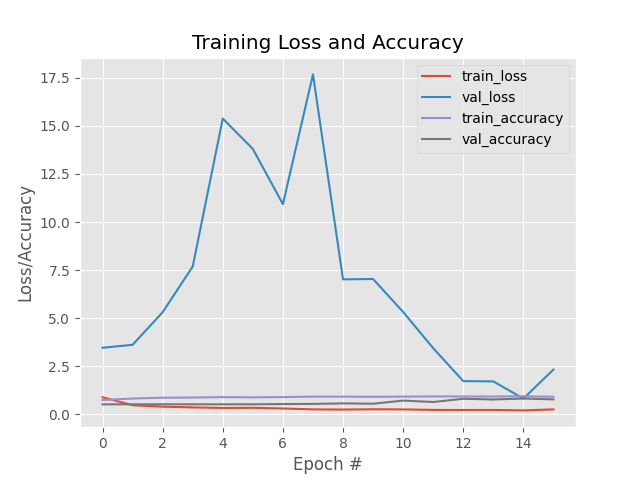 Training Loss and Accuracy
train_loss
val_loss
train_accuracy
val_accuracy
Loss/Accuracy
17.5
15.0
12.5
10.0
7.5
5.0
2.5
0.0
0 2 4 6 8 10 12 14
Epoch #